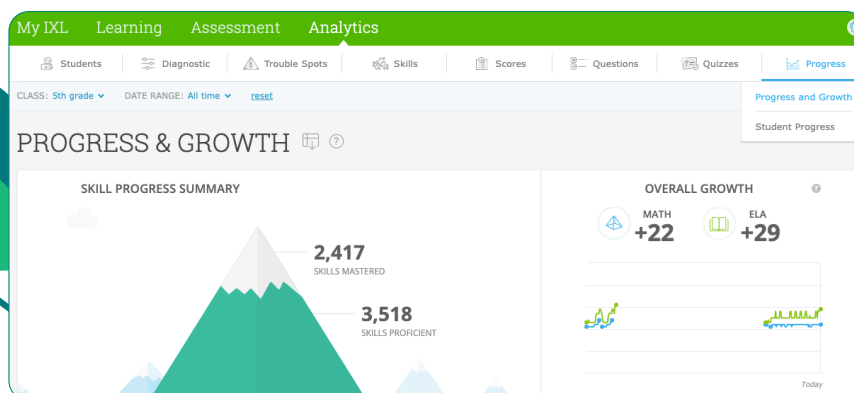 My IXL Learning Assessment Analytics
Students Diagnostic Trouble Spots Skills Scores Questions Quizzes Progress
CLASS: 5th grade DATE RANGE: All time reset
Progress and Growth
Student Progress
PROGRESS & GROWTH ?
SKILL PROGRESS SUMMARY
2,417
SKILLS MASTERED
3,518
SKILLS PROFICIENT
OVERALL GROWTH ?
MATH
+22
ELA
+29
Today